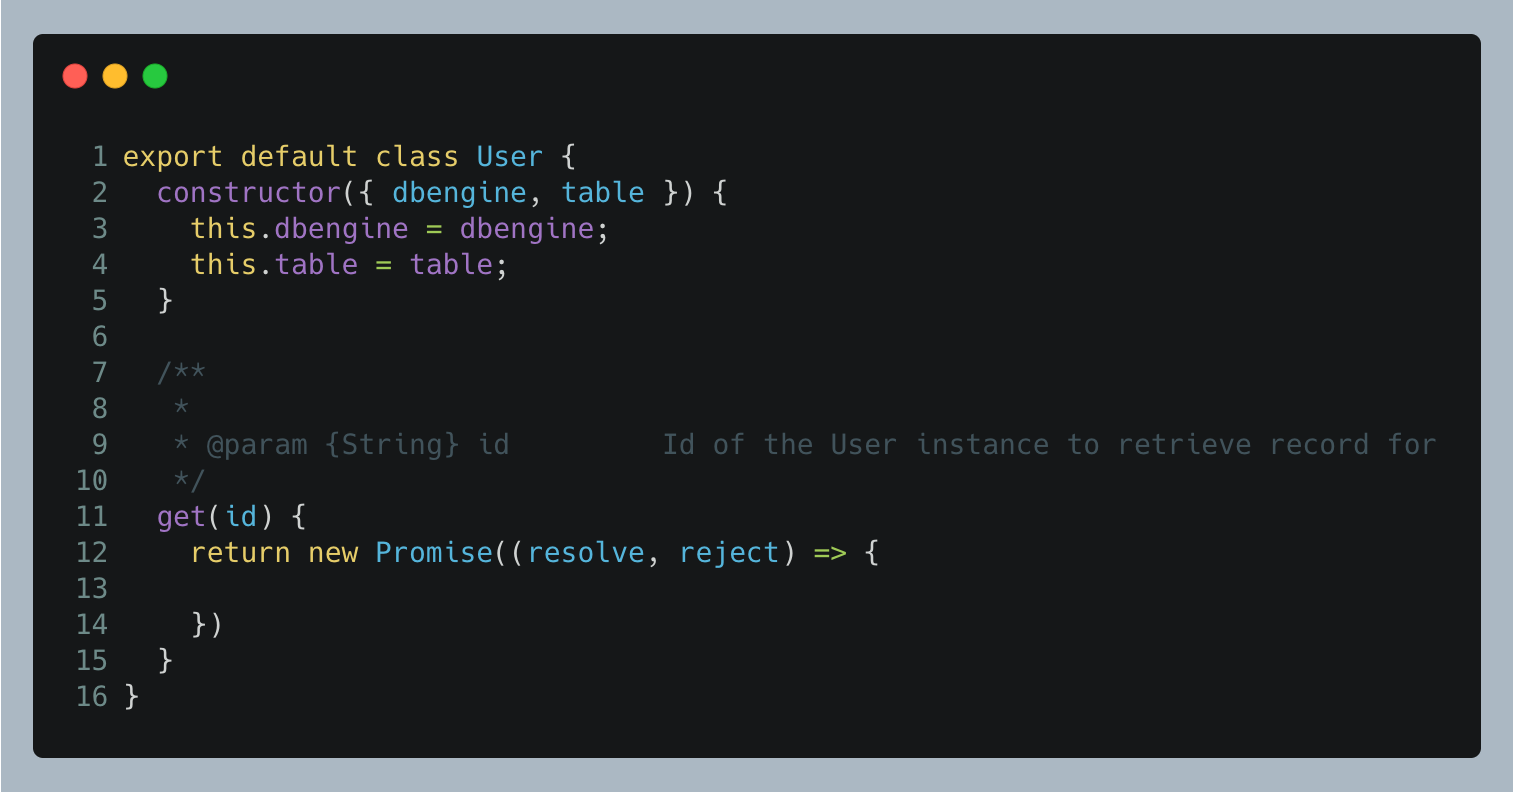 1 export default class User {
2   constructor({ dbengine, table }) {
3     this.dbengine = dbengine;
4     this.table = table;
5   }
6
7   /**
8    *
9    * @param {String} id         Id of the User instance to retrieve record for
10    */
11   get(id) {
12     return new Promise((resolve, reject) => {
13
14     })
15   }
16 }